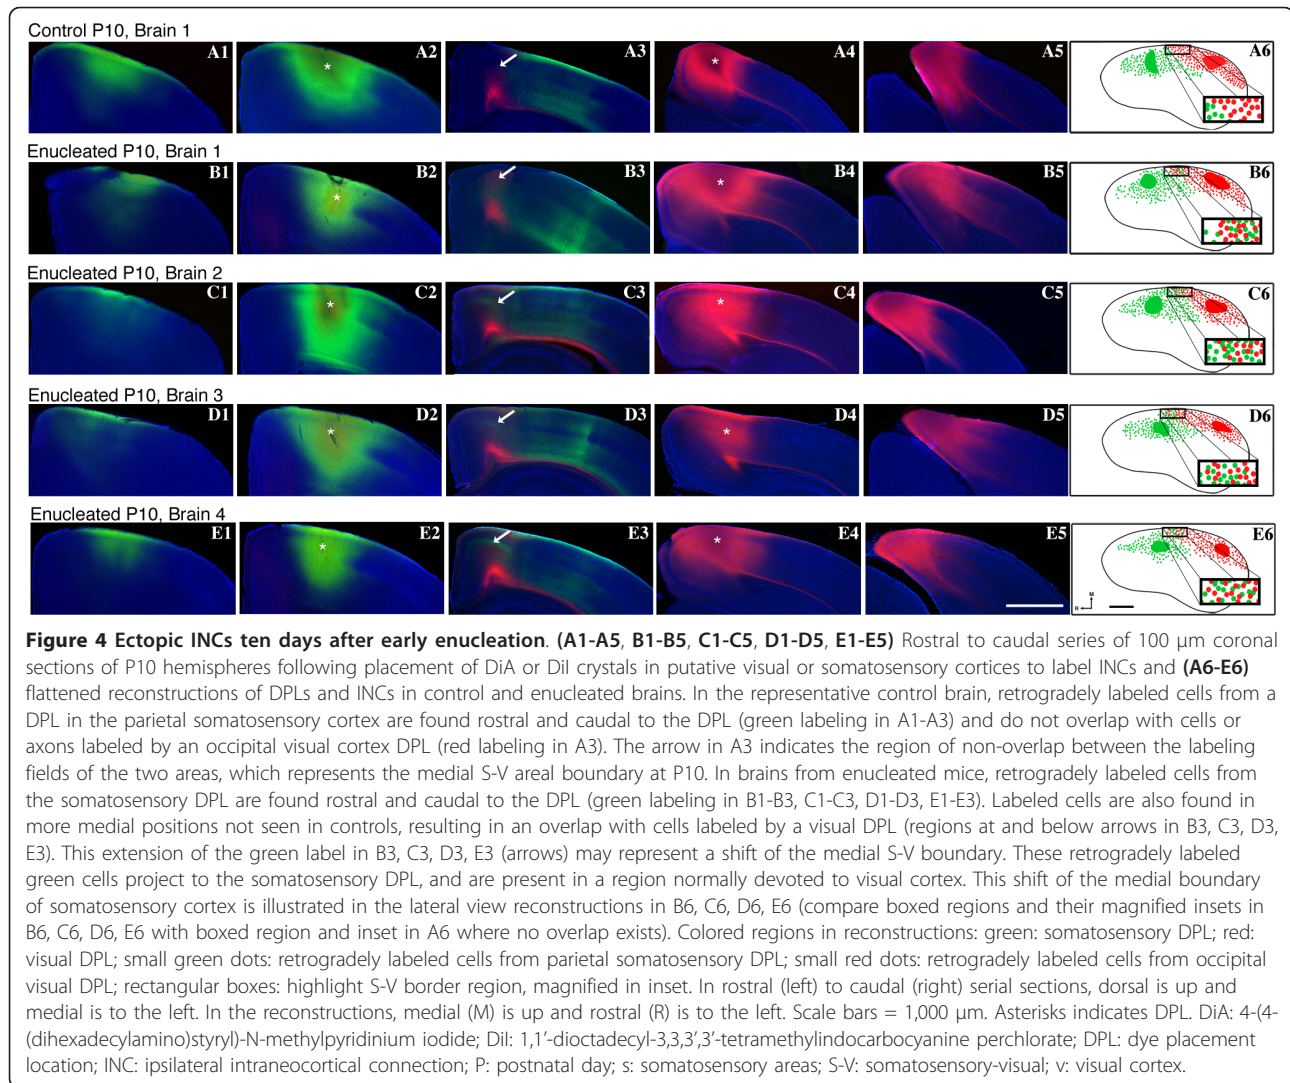 Control P10, Brain 1
A1 A2 A3 A4 A5 A6
Enucleated P10, Brain 1
B1 B2 B3 B4 B5 B6
Enucleated P10, Brain 2
C1 C2 C3 C4 C5 C6
Enucleated P10, Brain 3
D1 D2 D3 D4 D5 D6
Enucleated P10, Brain 4
E1 E2 E3 E4 E5 E6
M
R
Figure 4 Ectopic INCs ten days after early enucleation. (A1-A5, B1-B5, C1-C5, D1-D5, E1-E5) Rostral to caudal series of 100 μm coronal
sections of P10 hemispheres following placement of DiA or DiI crystals in putative visual or somatosensory cortices to label INCs and (A6-E6)
flattened reconstructions of DPLs and INCs in control and enucleated brains. In the representative control brain, retrogradely labeled cells from a
DPL in the parietal somatosensory cortex are found rostral and caudal to the DPL (green labeling in A1-A3) and do not overlap with cells or
axons labeled by an occipital visual cortex DPL (red labeling in A3). The arrow in A3 indicates the region of non-overlap between the labeling
fields of the two areas, which represents the medial S-V areal boundary at P10. In brains from enucleated mice, retrogradely labeled cells from
the somatosensory DPL are found rostral and caudal to the DPL (green labeling in B1-B3, C1-C3, D1-D3, E1-E3). Labeled cells are also found in
more medial positions not seen in controls, resulting in an overlap with cells labeled by a visual DPL (regions at and below arrows in B3, C3, D3,
E3). This extension of the green label in B3, C3, D3, E3 (arrows) may represent a shift of the medial S-V boundary. These retrogradely labeled
green cells project to the somatosensory DPL, and are present in a region normally devoted to visual cortex. This shift of the medial boundary
of somatosensory cortex is illustrated in the lateral view reconstructions in B6, C6, D6, E6 (compare boxed regions and their magnified insets in
B6, C6, D6, E6 with boxed region and inset in A6 where no overlap exists). Colored regions in reconstructions: green: somatosensory DPL; red:
visual DPL; small green dots: retrogradely labeled cells from parietal somatosensory DPL; small red dots: retrogradely labeled cells from occipital
visual DPL; rectangular boxes: highlight S-V border region, magnified in inset. In rostral (left) to caudal (right) serial sections, dorsal is up and
medial is to the left. In the reconstructions, medial (M) is up and rostral (R) is to the left. Scale bars = 1,000 μm. Asterisks indicates DPL. DiA: 4-(4-
(dihexadecylamino)styryl)-N-methylpyridinium iodide; DiI: 1,1'-dioctadecyl-3,3,3',3'-tetramethylindocarbocyanine perchlorate; DPL: dye placement
location; INC: ipsilateral intraneocortical connection; P: postnatal day; s: somatosensory areas; S-V: somatosensory-visual; v: visual cortex.